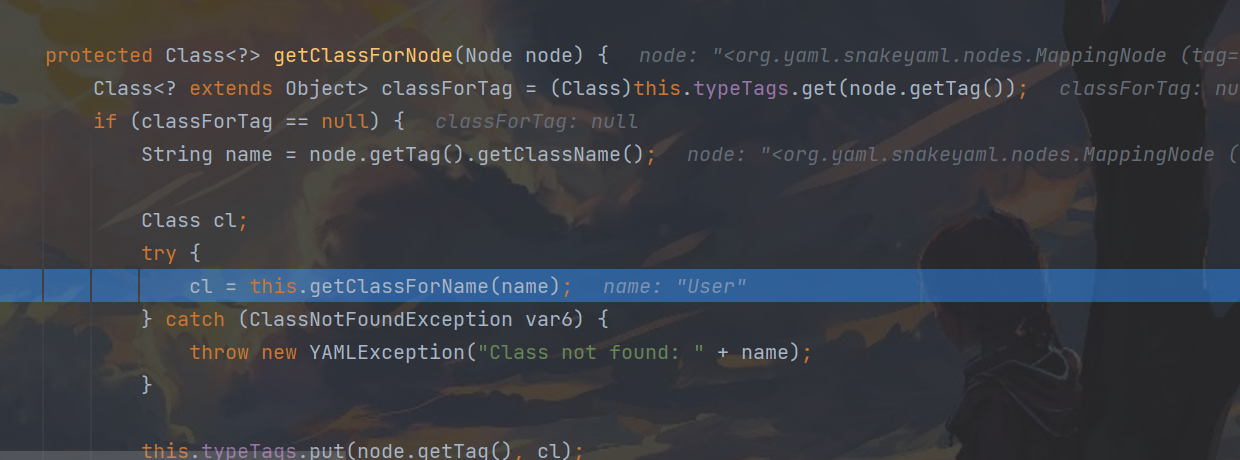 protected Class<?> getClassForNode(Node node) {   node: "<org.yaml.snakeyaml.nodes.MappingNode (tag=
Class<? extends Object> classForTag = (Class)this.typeTags.get(node.getTag());   classForTag: nu
if (classForTag == null) {   classForTag: null
String name = node.getTag().getClassName();   node: "<org.yaml.snakeyaml.nodes.MappingNode (
Class cl;
try {
cl = this.getClassForName(name);   name: "User"
} catch (ClassNotFoundException var6) {
throw new YAMLException("Class not found: " + name);
}
this.typeTags.put(node.getTag(), cl);